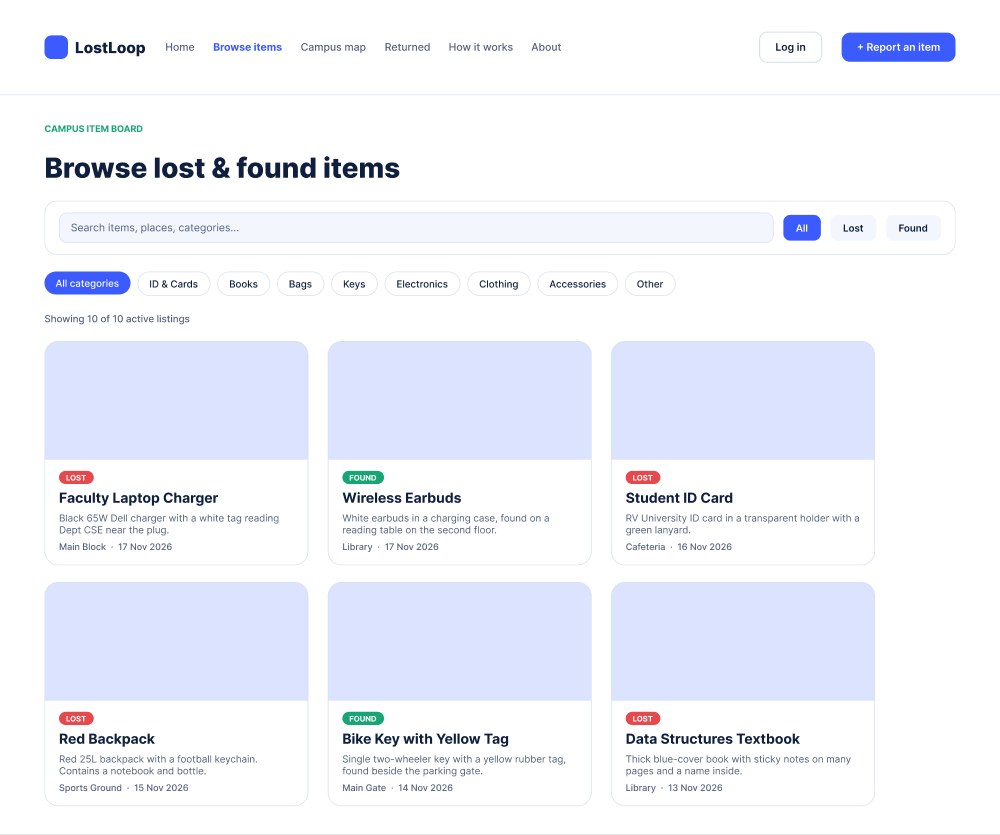 LostLoop
Home
Browse items
Campus map
Returned
How it works
About
Log in
+ Report an item
CAMPUS ITEM BOARD
Browse lost & found items
Search items, places, categories...
All
Lost
Found
All categories
ID & Cards
Books
Bags
Keys
Electronics
Clothing
Accessories
Other
Showing 10 of 10 active listings
LOST
Faculty Laptop Charger
Black 65W Dell charger with a white tag reading
Dept CSE near the plug.
Main Block · 17 Nov 2026
FOUND
Wireless Earbuds
White earbuds in a charging case, found on a
reading table on the second floor.
Library · 17 Nov 2026
LOST
Student ID Card
RV University ID card in a transparent holder with a
green lanyard.
Cafeteria · 16 Nov 2026
LOST
Red Backpack
Red 25L backpack with a football keychain.
Contains a notebook and bottle.
Sports Ground · 15 Nov 2026
FOUND
Bike Key with Yellow Tag
Single two-wheeler key with a yellow rubber tag,
found beside the parking gate.
Main Gate · 14 Nov 2026
LOST
Data Structures Textbook
Thick blue-cover book with sticky notes on many
pages and a name inside.
Library · 13 Nov 2026